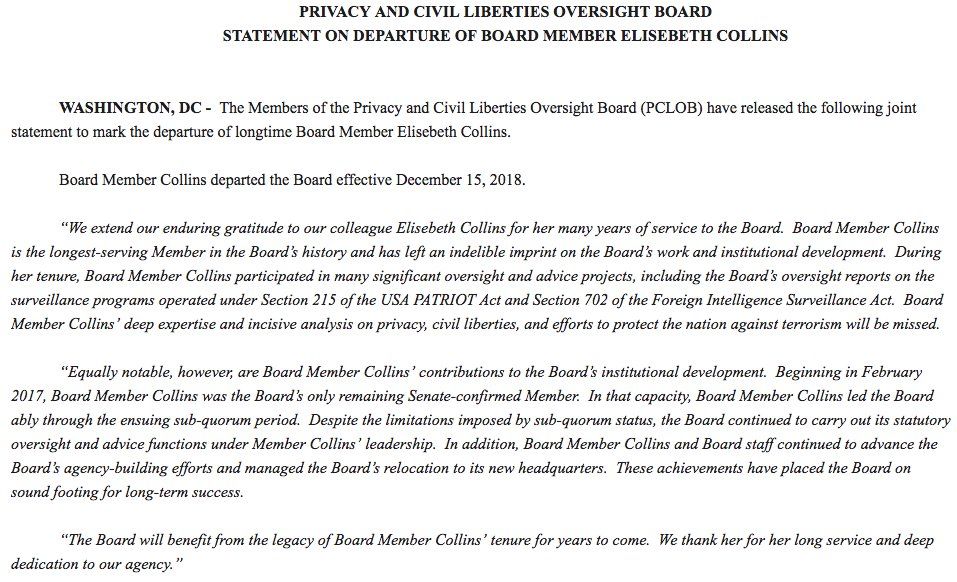 PRIVACY AND CIVIL LIBERTIES OVERSIGHT BOARD
STATEMENT ON DEPARTURE OF BOARD MEMBER ELISEBETH COLLINS
WASHINGTON, DC - The Members of the Privacy and Civil Liberties Oversight Board (PCLOB) have released the following joint
statement to mark the departure of longtime Board Member Elisebeth Collins.
Board Member Collins departed the Board effective December 15, 2018.
“We extend our enduring gratitude to our colleague Elisebeth Collins for her many years of service to the Board. Board Member Collins
is the longest-serving Member in the Board’s history and has left an indelible imprint on the Board’s work and institutional development. During
her tenure, Board Member Collins participated in many significant oversight and advice projects, including the Board’s oversight reports on the
surveillance programs operated under Section 215 of the USA PATRIOT Act and Section 702 of the Foreign Intelligence Surveillance Act. Board
Member Collins’ deep expertise and incisive analysis on privacy, civil liberties, and efforts to protect the nation against terrorism will be missed.
“Equally notable, however, are Board Member Collins’ contributions to the Board’s institutional development. Beginning in February
2017, Board Member Collins was the Board’s only remaining Senate-confirmed Member. In that capacity, Board Member Collins led the Board
ably through the ensuing sub-quorum period. Despite the limitations imposed by sub-quorum status, the Board continued to carry out its statutory
oversight and advice functions under Member Collins’ leadership. In addition, Board Member Collins and Board staff continued to advance the
Board’s agency-building efforts and managed the Board’s relocation to its new headquarters. These achievements have placed the Board on
sound footing for long-term success.
“The Board will benefit from the legacy of Board Member Collins’ tenure for years to come. We thank her for her long service and deep
dedication to our agency.”